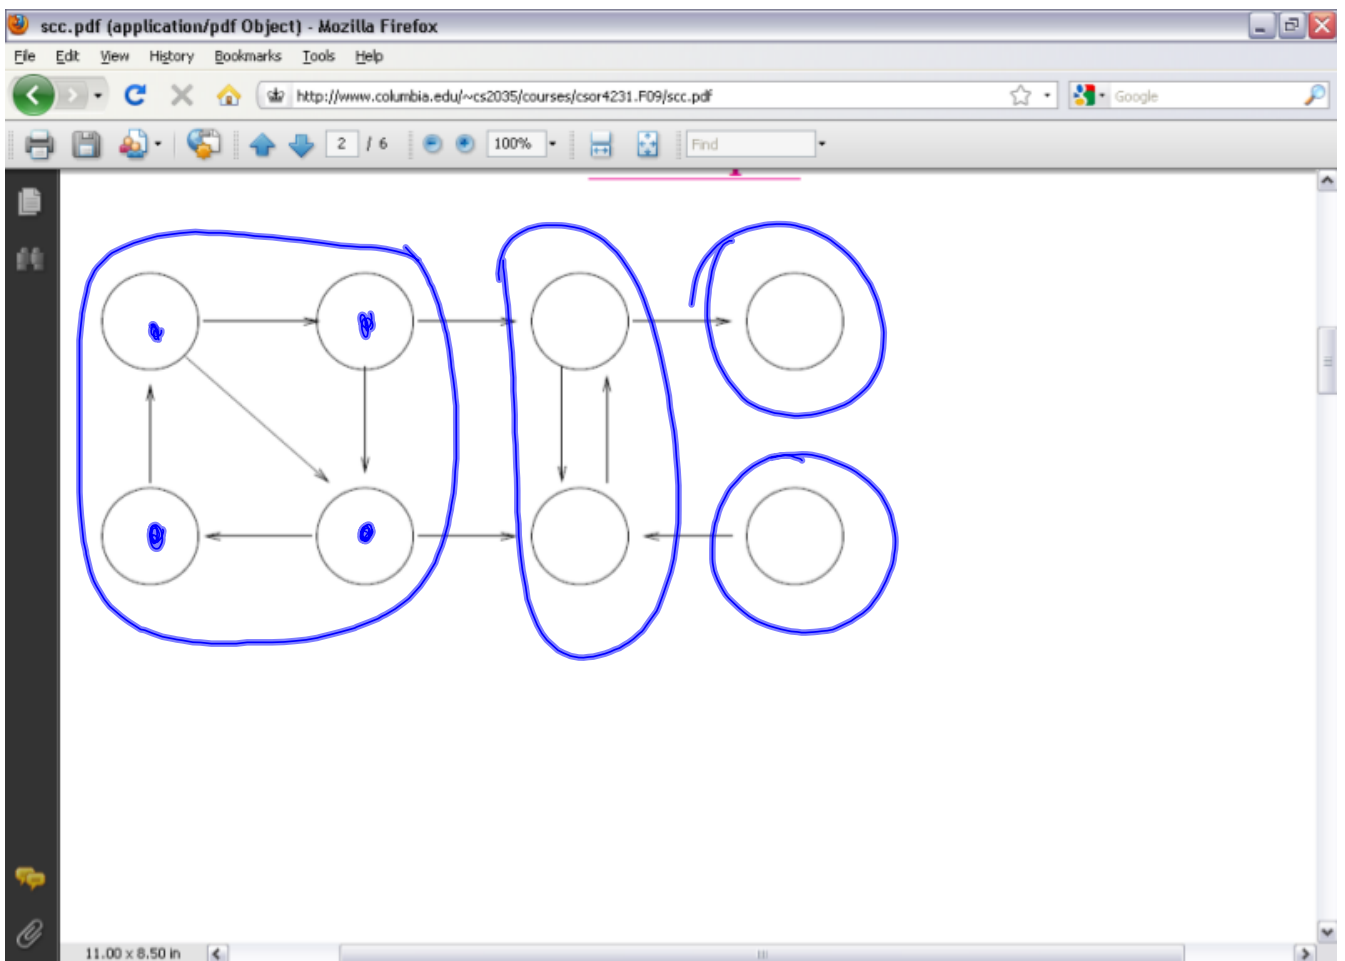 scc.pdf (application/pdf Object) - Mozilla Firefox
File Edit View History Bookmarks Tools Help
http://www.columbia.edu/~cs2035/courses/csor4231.F09/scc.pdf Google
2 / 6 100% Find
11.00 x 8.50 in